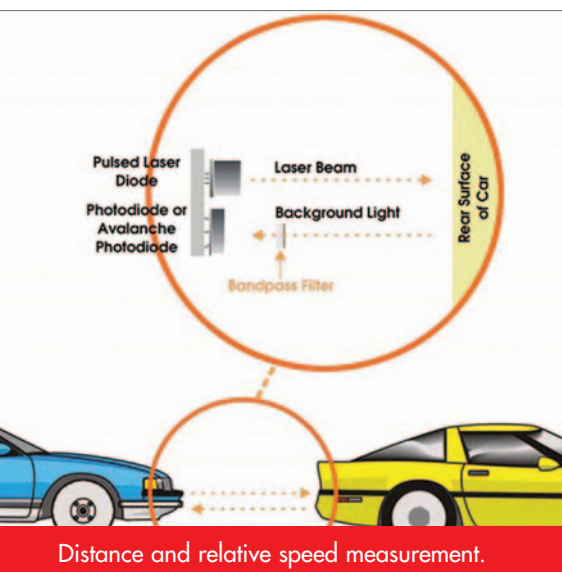 Pulsed Laser
Diode
Laser Beam
Photodiode or
Avalanche
Photodiode
Background Light
Bandpass Filter
Rear Surface
of Car
Distance and relative speed measurement.